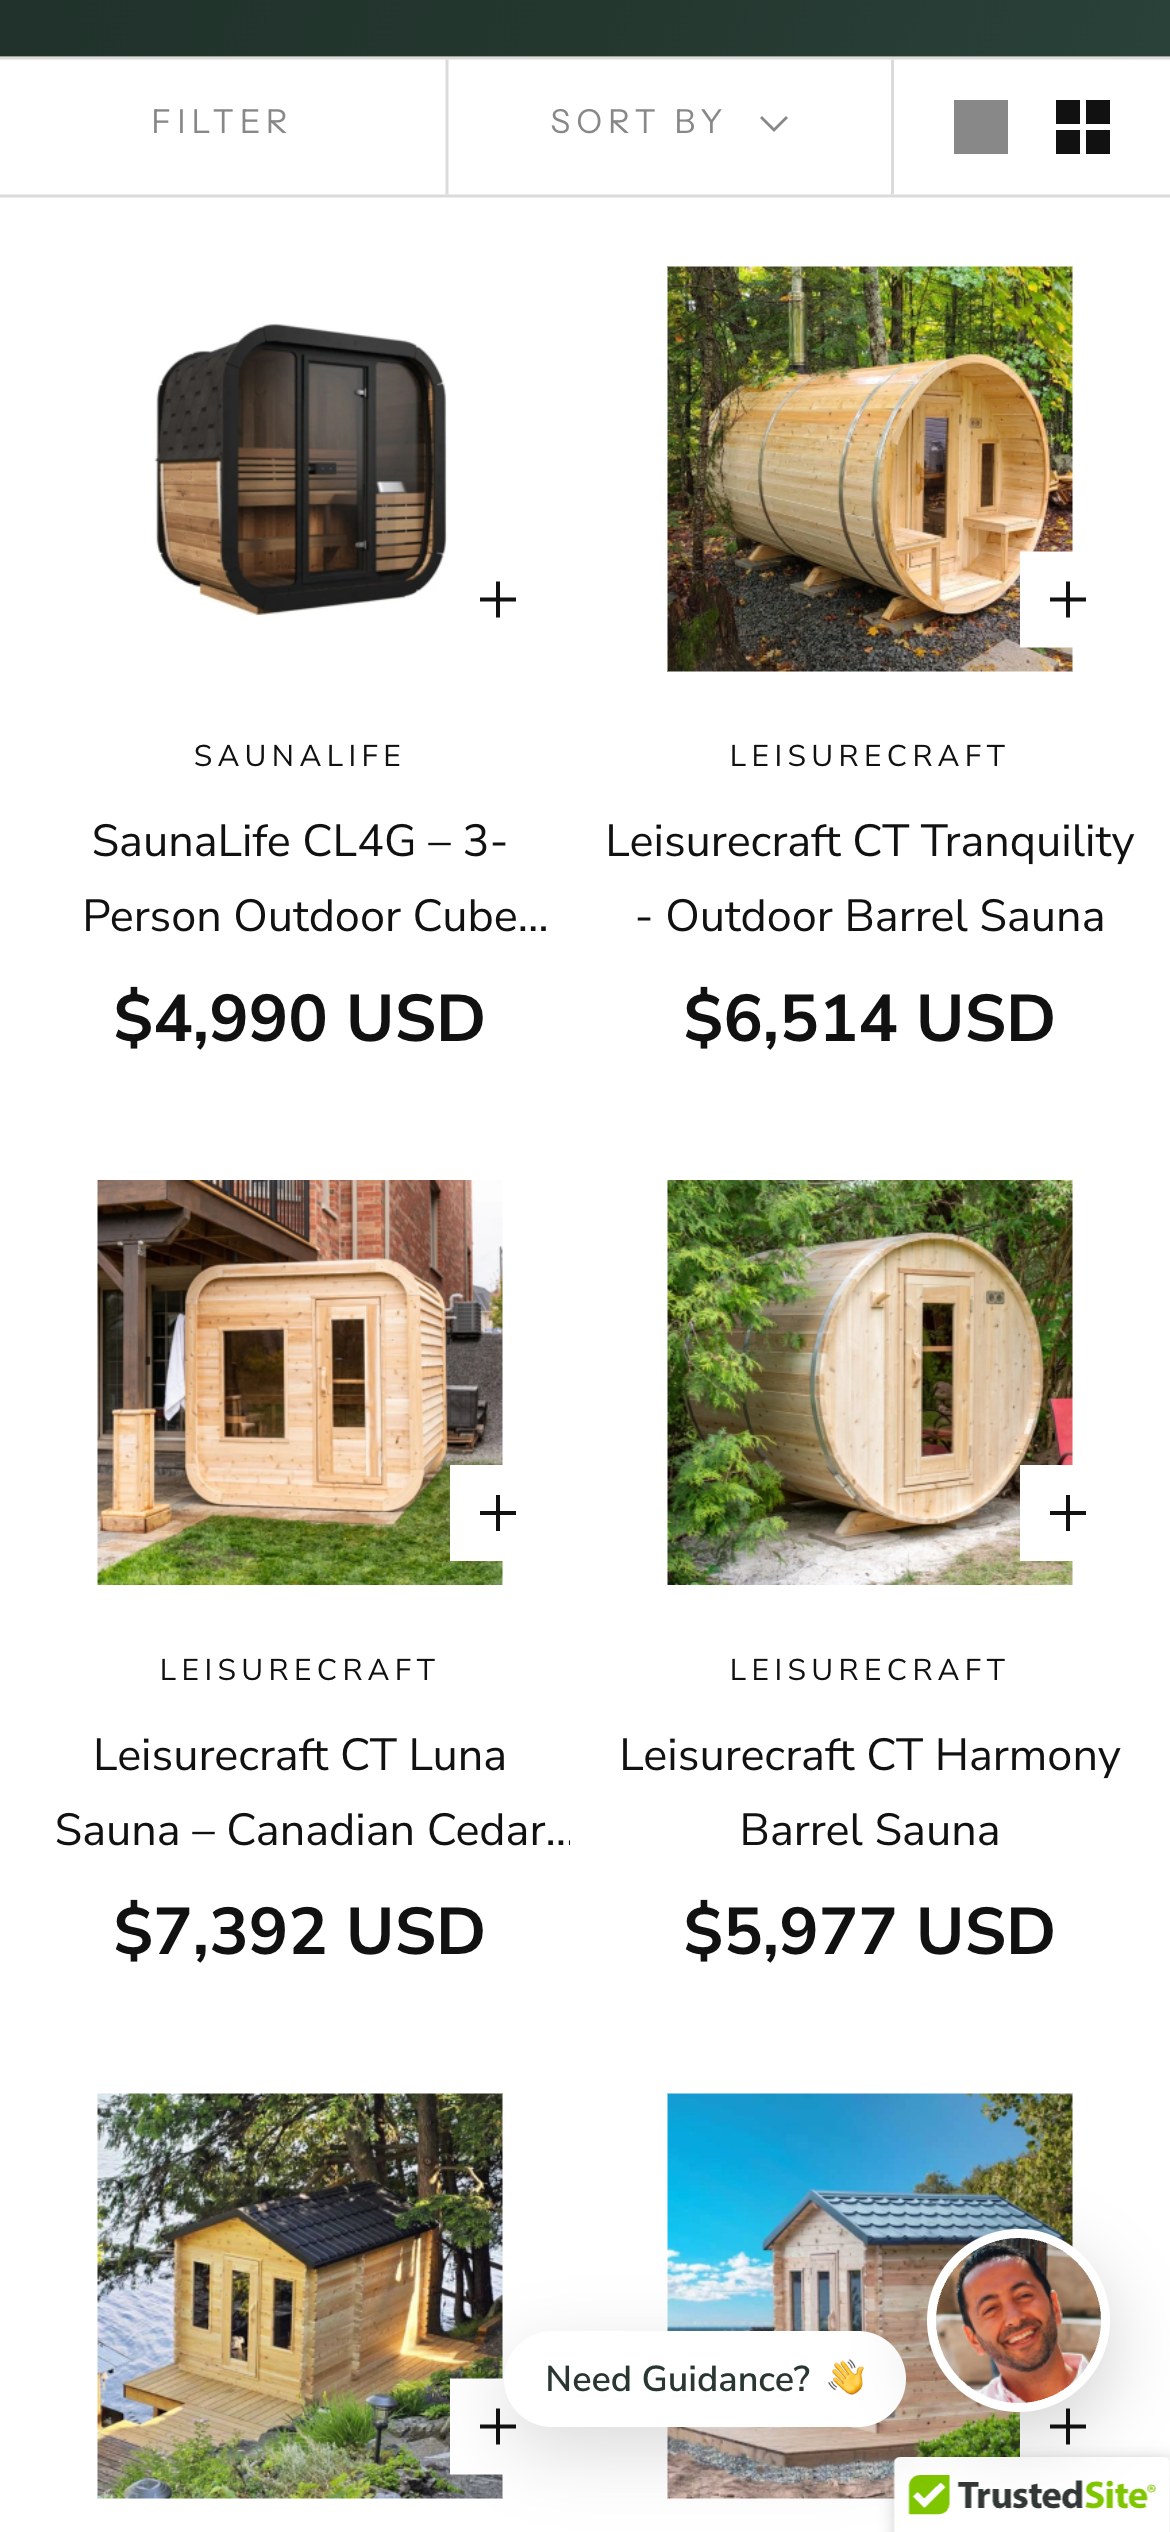 FILTER
SORT BY
SAUNALIFE
SaunaLife CL4G – 3-
Person Outdoor Cube...
$4,990 USD
LEISURECRAFT
Leisurecraft CT Tranquility
- Outdoor Barrel Sauna
$6,514 USD
LEISURECRAFT
Leisurecraft CT Luna
Sauna – Canadian Cedar...
$7,392 USD
LEISURECRAFT
Leisurecraft CT Harmony
Barrel Sauna
$5,977 USD
Need Guidance? 👋
TrustedSite®